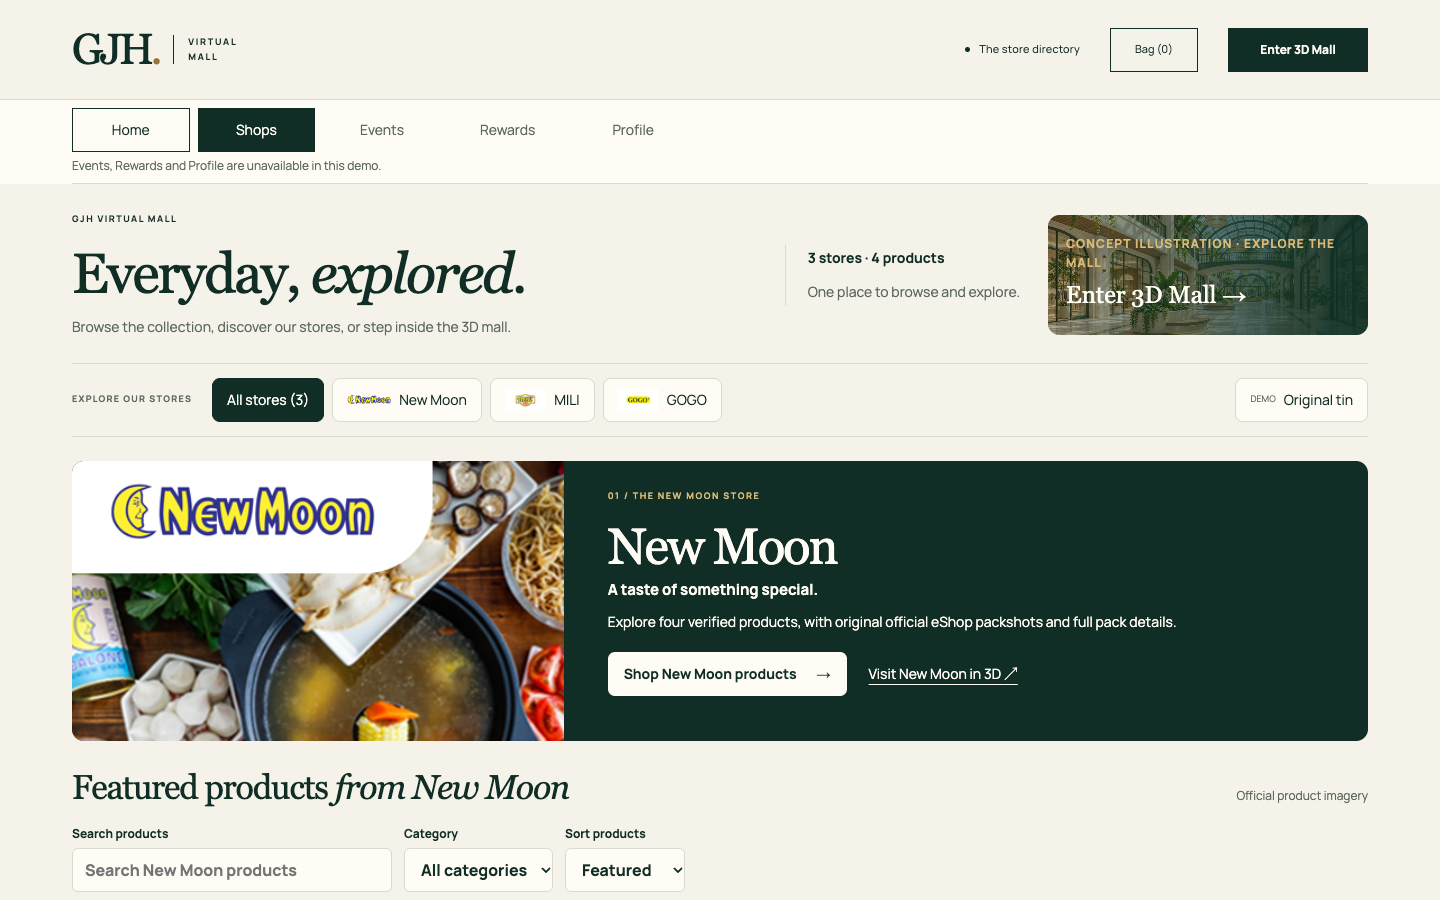 GJH.
VIRTUAL
MALL
The store directory
Bag (0)
Enter 3D Mall
Home
Shops
Events
Rewards
Profile
Events, Rewards and Profile are unavailable in this demo.
GJH VIRTUAL MALL
Everyday, explored.
Browse the collection, discover our stores, or step inside the 3D mall.
3 stores · 4 products
One place to browse and explore.
CONCEPT ILLUSTRATION · EXPLORE THE
MALL
Enter 3D Mall →
EXPLORE OUR STORES
All stores (3)
NewMoon New Moon
MILI
GOGO GOGO
DEMO Original tin
NewMoon
01 / THE NEW MOON STORE
New Moon
A taste of something special.
Explore four verified products, with original official eShop packshots and full pack details.
Shop New Moon products →
Visit New Moon in 3D ↗
Featured products from New Moon
Official product imagery
Search products
Category
Sort products
Search New Moon products
All categories
Featured